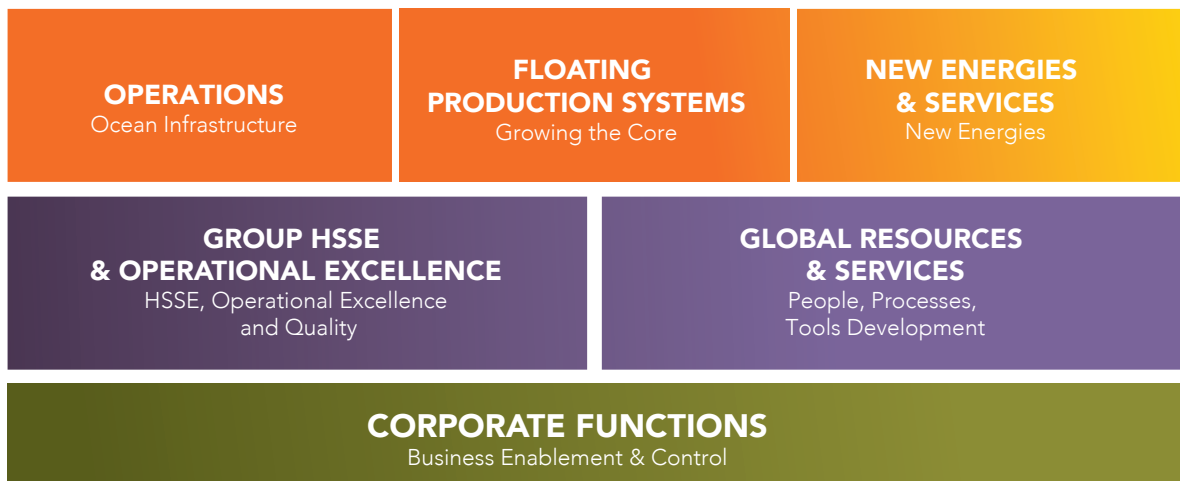 OPERATIONS
Ocean Infrastructure
FLOATING
PRODUCTION SYSTEMS
Growing the Core
NEW ENERGIES
& SERVICES
New Energies
GROUP HSSE
& OPERATIONAL EXCELLENCE
HSSE, Operational Excellence
and Quality
GLOBAL RESOURCES
& SERVICES
People, Processes,
Tools Development
CORPORATE FUNCTIONS
Business Enablement & Control